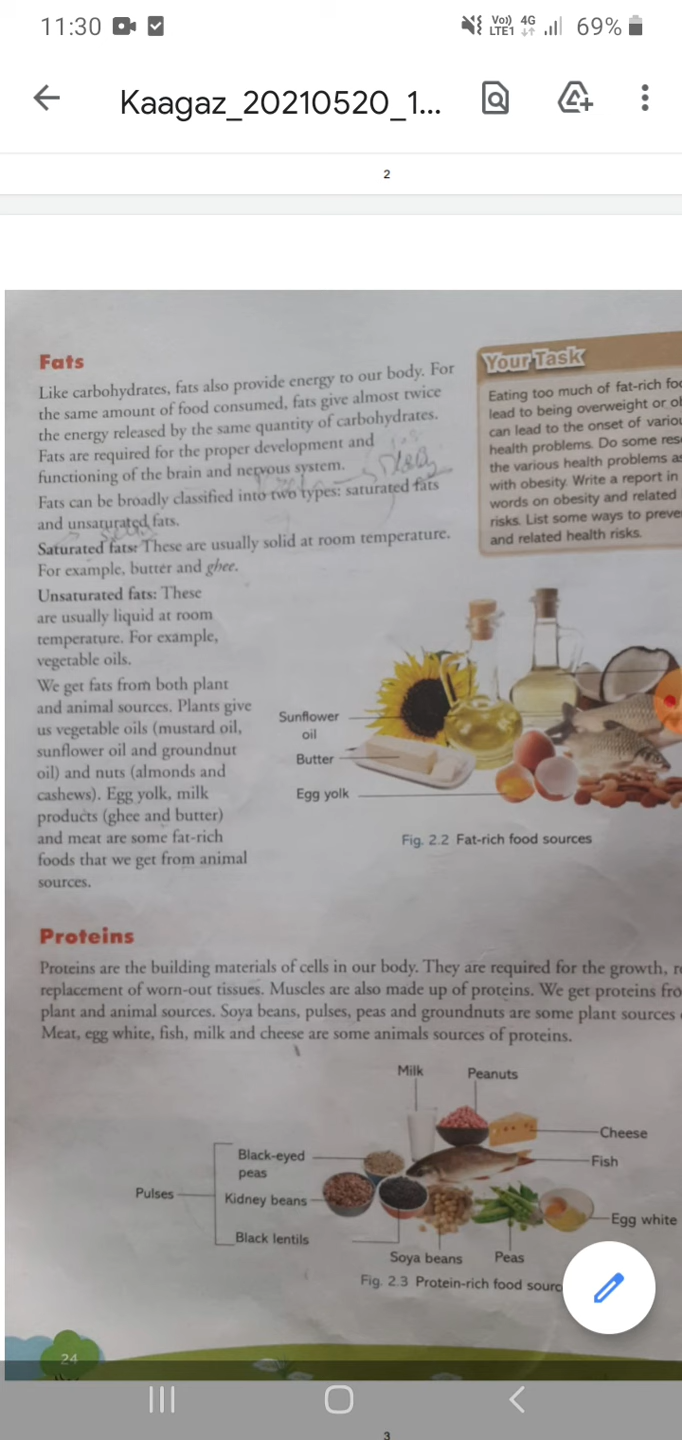 11:30
Vo)) 4G
LTE1
69%
Kaagaz_20210520_1...
2
Fats
Like carbohydrates, fats also provide energy to our body. For
the same amount of food consumed, fats give almost twice
the energy released by the same quantity of carbohydrates.
Fats are required for the proper development and
functioning of the brain and nervous system.
Fats can be broadly classified into two types: saturated fats
and unsaturated fats.
Saturated fats: These are usually solid at room temperature.
For example, butter and ghee.
Unsaturated fats: These
are usually liquid at room
temperature. For example,
vegetable oils.
We get fats from both plant
and animal sources. Plants give
us vegetable oils (mustard oil,
sunflower oil and groundnut
oil) and nuts (almonds and
cashews). Egg yolk, milk
products (ghee and butter)
and meat are some fat-rich
foods that we get from animal
sources.
Your Task
Eating too much of fat-rich
lead to being overweight or
can lead to the onset of
health problems. Do some
the various health problems
with obesity. Write a report in
words on obesity and related
risks. List some ways to
and related health risks.
Sunflower
oil
Butter
Egg yolk
Fig. 2.2 Fat-rich food sources
Proteins
Proteins are the building materials of cells in our body. They are required for the growth,
replacement of worn-out tissues. Muscles are also made up of proteins. We get proteins
plant and animal sources. Soya beans, pulses, peas and groundnuts are some plant sources
Meat, egg white, fish, milk and cheese are some animals sources of proteins.
Milk
Peanuts
Cheese
Fish
Egg white
Pulses
Black-eyed
peas
Kidney beans
Black lentils
Soya beans
Peas
Fig. 2.3 Protein-rich food
24
3